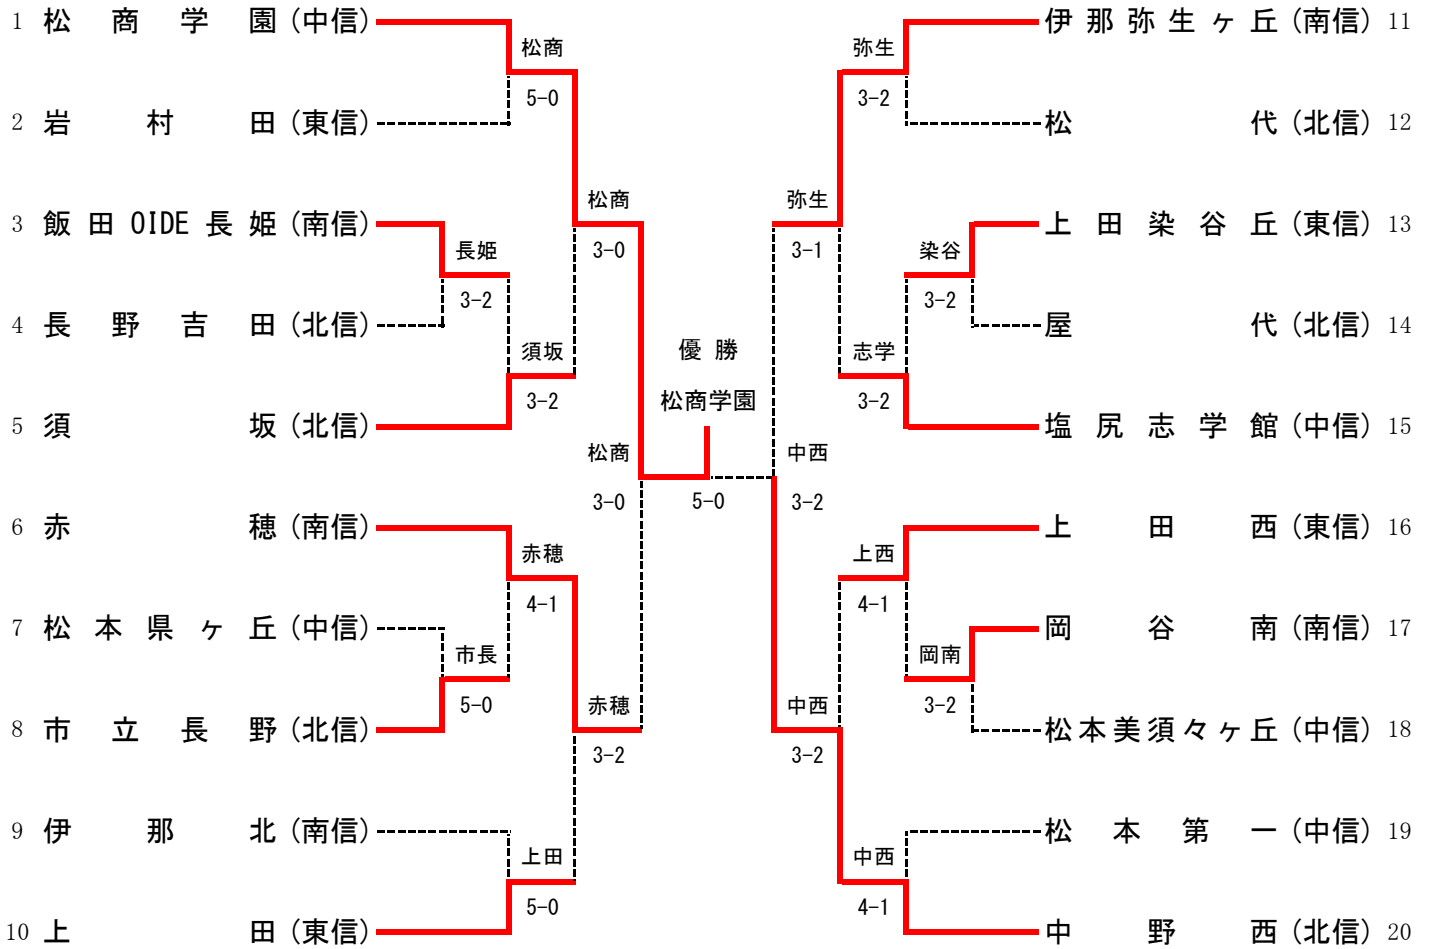 1 松商学園(中信)
松商
5-0
2 岩村田(東信)
松商
3-0
3 飯田OIDE長姫(南信)
長姫
3-2
4 長野吉田(北信)
須坂
3-2
5 須坂(北信)
松商
3-0
6 赤穂(南信)
赤穂
4-1
7 松本県ヶ丘(中信)
市長
5-0
8 市立長野(北信)
赤穂
3-2
9 伊那北(南信)
上田
5-0
10 上田(東信)
優勝
松商学園
5-0
伊那弥生ヶ丘(南信) 11
弥生
3-2
松代(北信) 12
弥生
3-1
上田染谷丘(東信) 13
染谷
3-2
屋代(北信) 14
志学
3-2
塩尻志学館(中信) 15
中西
3-2
上田西(東信) 16
上西
4-1
岡谷南(南信) 17
岡南
3-2
松本美須々ヶ丘(中信) 18
中西
3-2
松本第一(中信) 19
中西
4-1
中野西(北信) 20